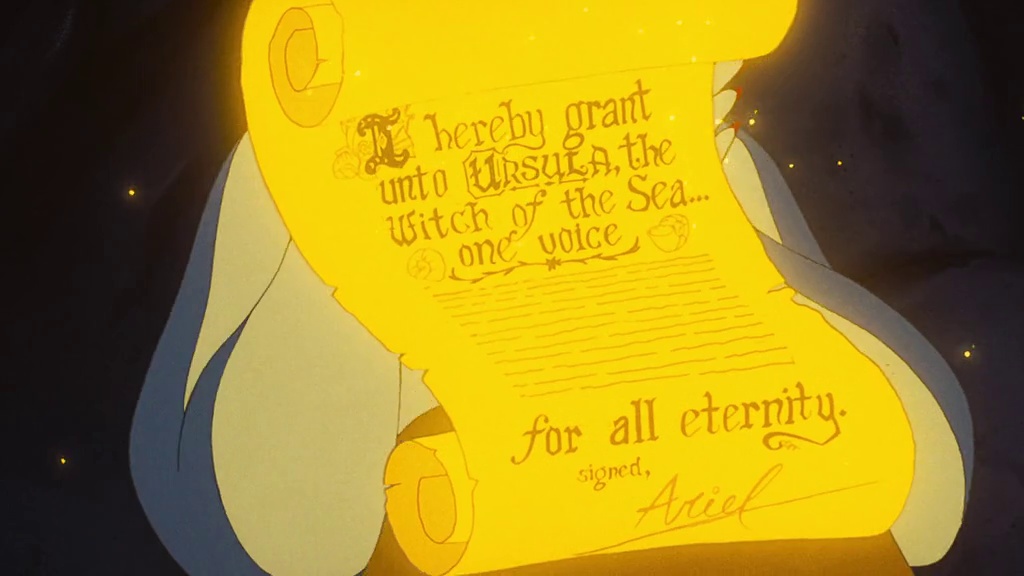 I hereby grant
unto Ursula, the
Witch of the Sea...
one voice
for all eternity.
signed,
Ariel